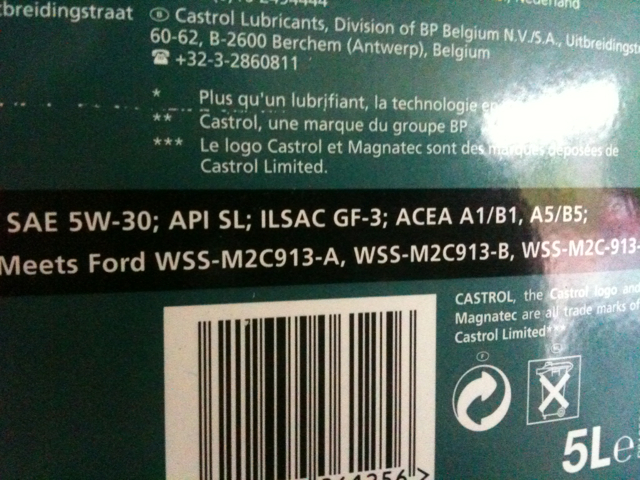 Nederland
tbreidingstraat
B Castrol Lubricants, Division of BP Belgium N.V./S.A., Uitbreidingst
60-62, B-2600 Berchem (Antwerp), Belgium
☎ +32-3-2860811
* Plus qu'un lubrifiant, la technologie
** Castrol, une marque du groupe BP
*** Le logo Castrol et Magnatec sont des marques déposées de
Castrol Limited.
SAE 5W-30; API SL; ILSAC GF-3; ACEA A1/B1, A5/B5;
Meets Ford WSS-M2C913-A, WSS-M2C913-B, WSS-M2C-913-
CASTROL, the Castrol logo and
Magnatec are all trade marks of
Castrol Limited***
5L e